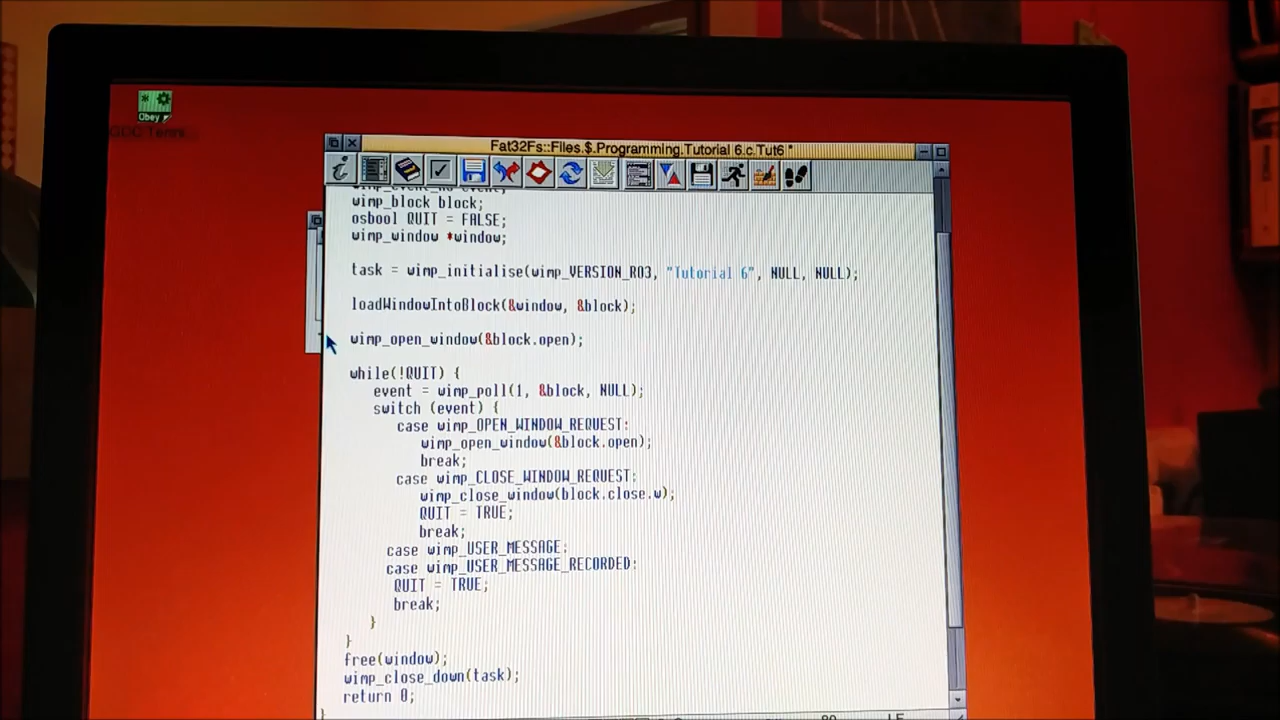 Obey
Fat32Fs::Files.$.Programming.Tutorial 6.c.Tut6 *
wimp_block block;
osbool QUIT = FALSE;
wimp_window *window;
task = wimp_initialise(wimp_VERSION_RO3, "Tutorial 6", NULL, NULL);
loadWindowIntoBlock(&window, &block);
wimp_open_window(&block.open);
while(!QUIT) {
event = wimp_poll(1, &block, NULL);
switch (event) {
case wimp_OPEN_WINDOW_REQUEST:
wimp_open_window(&block.open);
break;
case wimp_CLOSE_WINDOW_REQUEST:
wimp_close_window(block.close.w);
QUIT = TRUE;
break;
case wimp_USER_MESSAGE:
case wimp_USER_MESSAGE_RECORDED:
QUIT = TRUE;
break;
}
}
free(window);
wimp_close_down(task);
return 0;
}